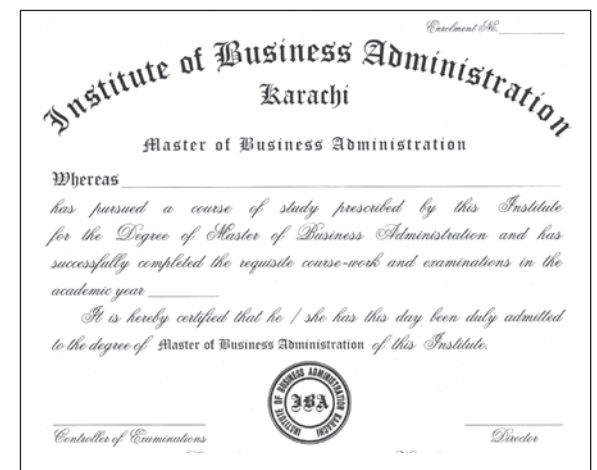 Enrolment No.
Institute of Business Administration
Karachi
Master of Business Administration
Whereas
has pursued a course of study prescribed by this Institute
for the Degree of Master of Business Administration and has
successfully completed the requisite course-work and examinations in the
academic year
It is hereby certified that he / she has this day been duly admitted
to the degree of Master of Business Administration of this Institute.
INSTITUTE OF BUSINESS ADMINISTRATION KARACHI
IBA
Controller of Examinations
Director